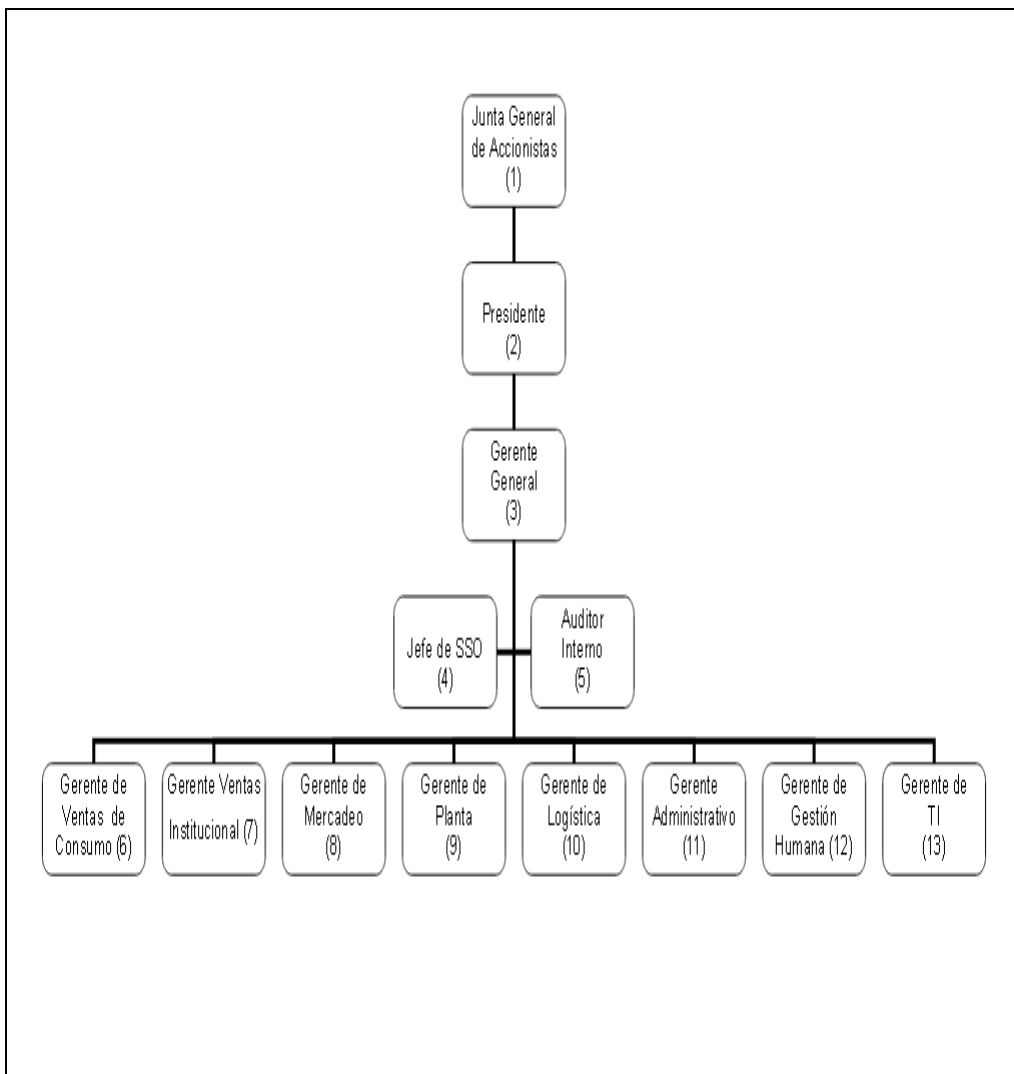 Junta General
de Accionistas
(1)
Presidente
(2)
Gerente
General
(3)
Jefe de SSO
(4)
Auditor
Interno
(5)
Gerente de
Ventas de
Consumo (6)
Gerente Ventas
Institucional (7)
Gerente de
Mercadeo
(8)
Gerente de
Planta
(9)
Gerente de
Logística
(10)
Gerente
Administrativo
(11)
Gerente de
Gestión
Humana (12)
Gerente de
TI
(13)